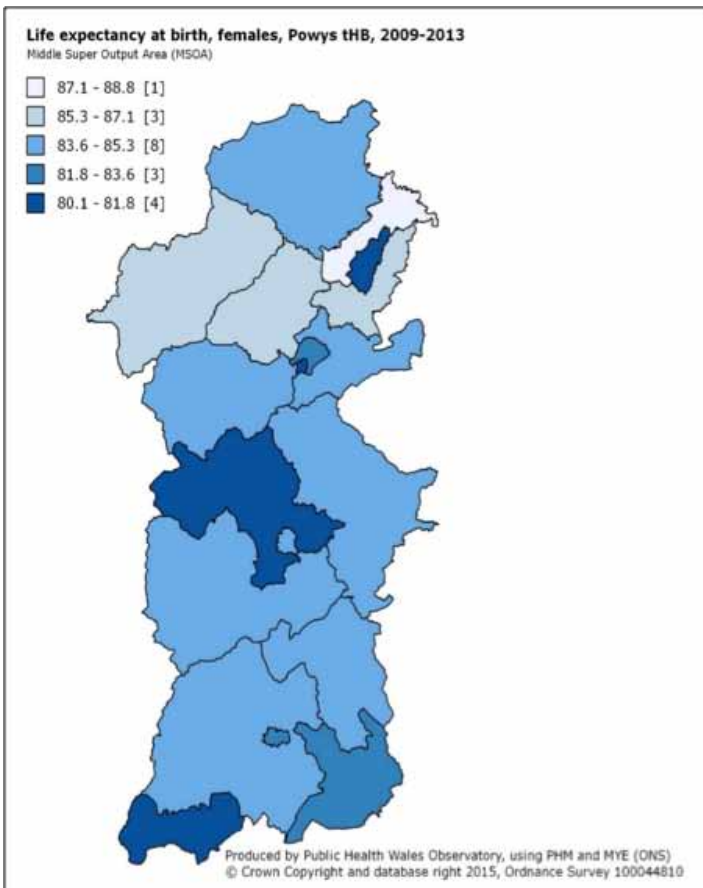 Life expectancy at birth, females, Powys tHB, 2009-2013
Middle Super Output Area (MSOA)
87.1 - 88.8 [1]
85.3 - 87.1 [3]
83.6 - 85.3 [8]
81.8 - 83.6 [3]
80.1 - 81.8 [4]
Produced by Public Health Wales Observatory, using PHM and MYE (ONS)
© Crown Copyright and database right 2015, Ordnance Survey 100044810